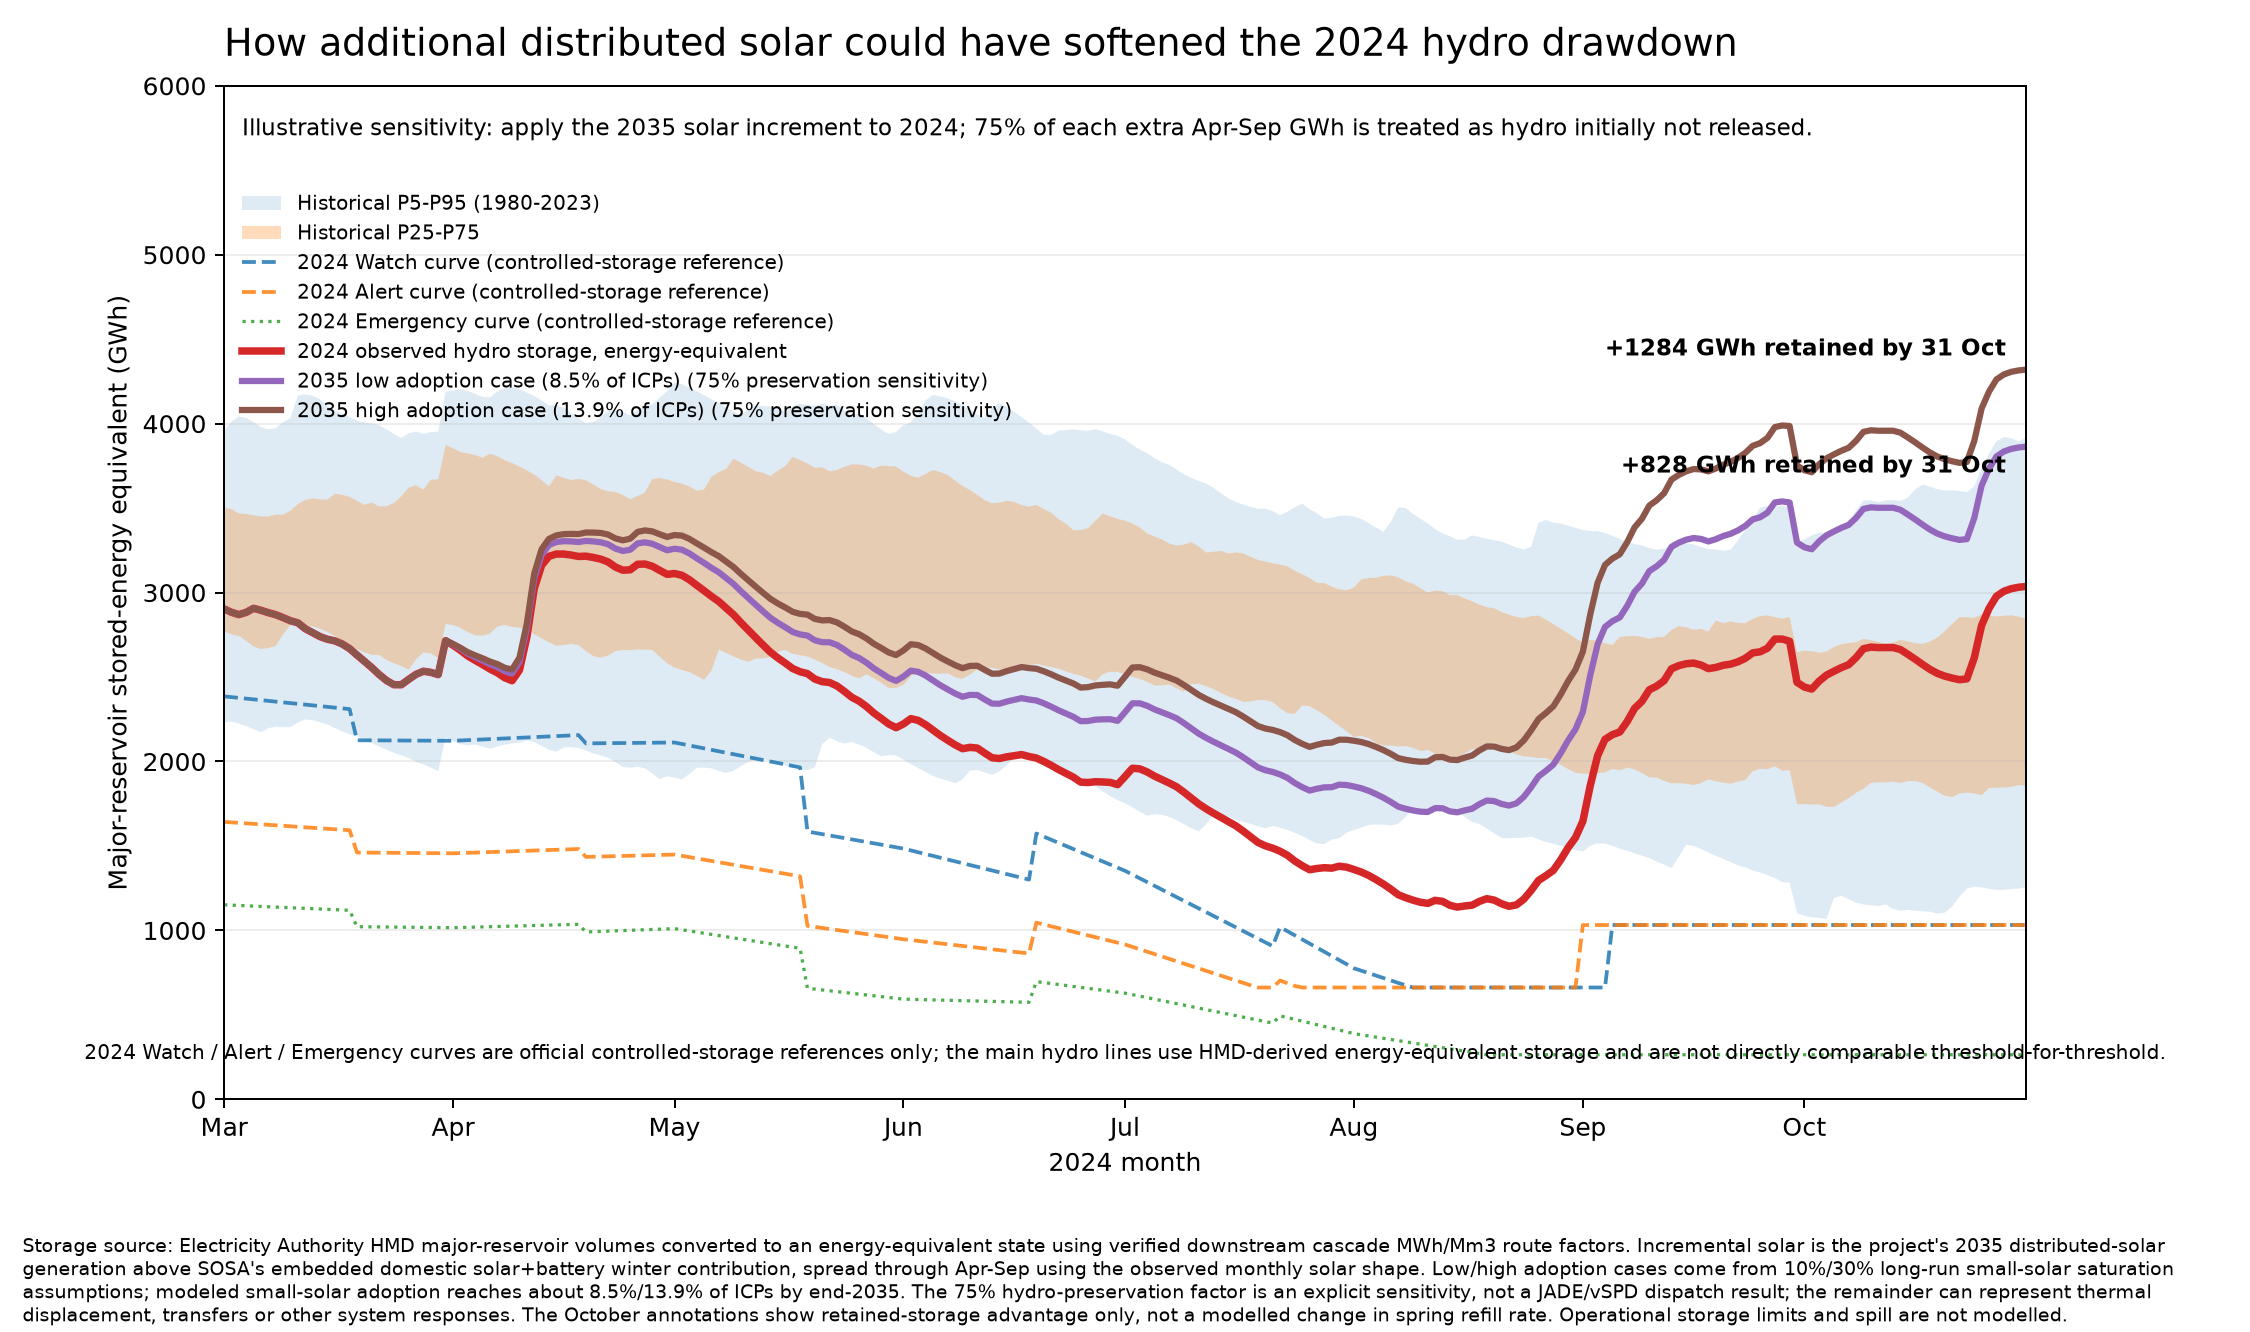 How additional distributed solar could have softened the 2024 hydro drawdown
6000
Illustrative sensitivity: apply the 2035 solar increment to 2024; 75% of each extra Apr-Sep GWh is treated as hydro initially not released.
Historical P5-P95 (1980-2023)
Historical P25-P75
5000
2024 Watch curve (controlled-storage reference)
2024 Alert curve (controlled-storage reference)
2024 Emergency curve (controlled-storage reference)
2024 observed hydro storage, energy-equivalent
2035 low adoption case (8.5% of ICPs) (75% preservation sensitivity)
2035 high adoption case (13.9% of ICPs) (75% preservation sensitivity)
+1284 GWh retained by 31 Oct
4000
+828 GWh retained by 31 Oct
Major-reservoir stored-energy equivalent (GWh)
3000
2000
1000
2024 Watch / Alert / Emergency curves are official controlled-storage references only; the main hydro lines use HMD-derived energy-equivalent storage and are not directly comparable threshold-for-threshold.
0
Mar Apr May Jun Jul Aug Sep Oct
2024 month
Storage source: Electricity Authority HMD major-reservoir volumes converted to an energy-equivalent state using verified downstream cascade MWh/Mm3 route factors. Incremental solar is the project's 2035 distributed-solar
generation above SOSA's embedded domestic solar+battery winter contribution, spread through Apr-Sep using the observed monthly solar shape. Low/high adoption cases come from 10%/30% long-run small-solar saturation
assumptions; modeled small-solar adoption reaches about 8.5%/13.9% of ICPs by end-2035. The 75% hydro-preservation factor is an explicit sensitivity, not a JADE/vSPD dispatch result; the remainder can represent thermal
displacement, transfers or other system responses. The October annotations show retained-storage advantage only, not a modelled change in spring refill rate. Operational storage limits and spill are not modelled.